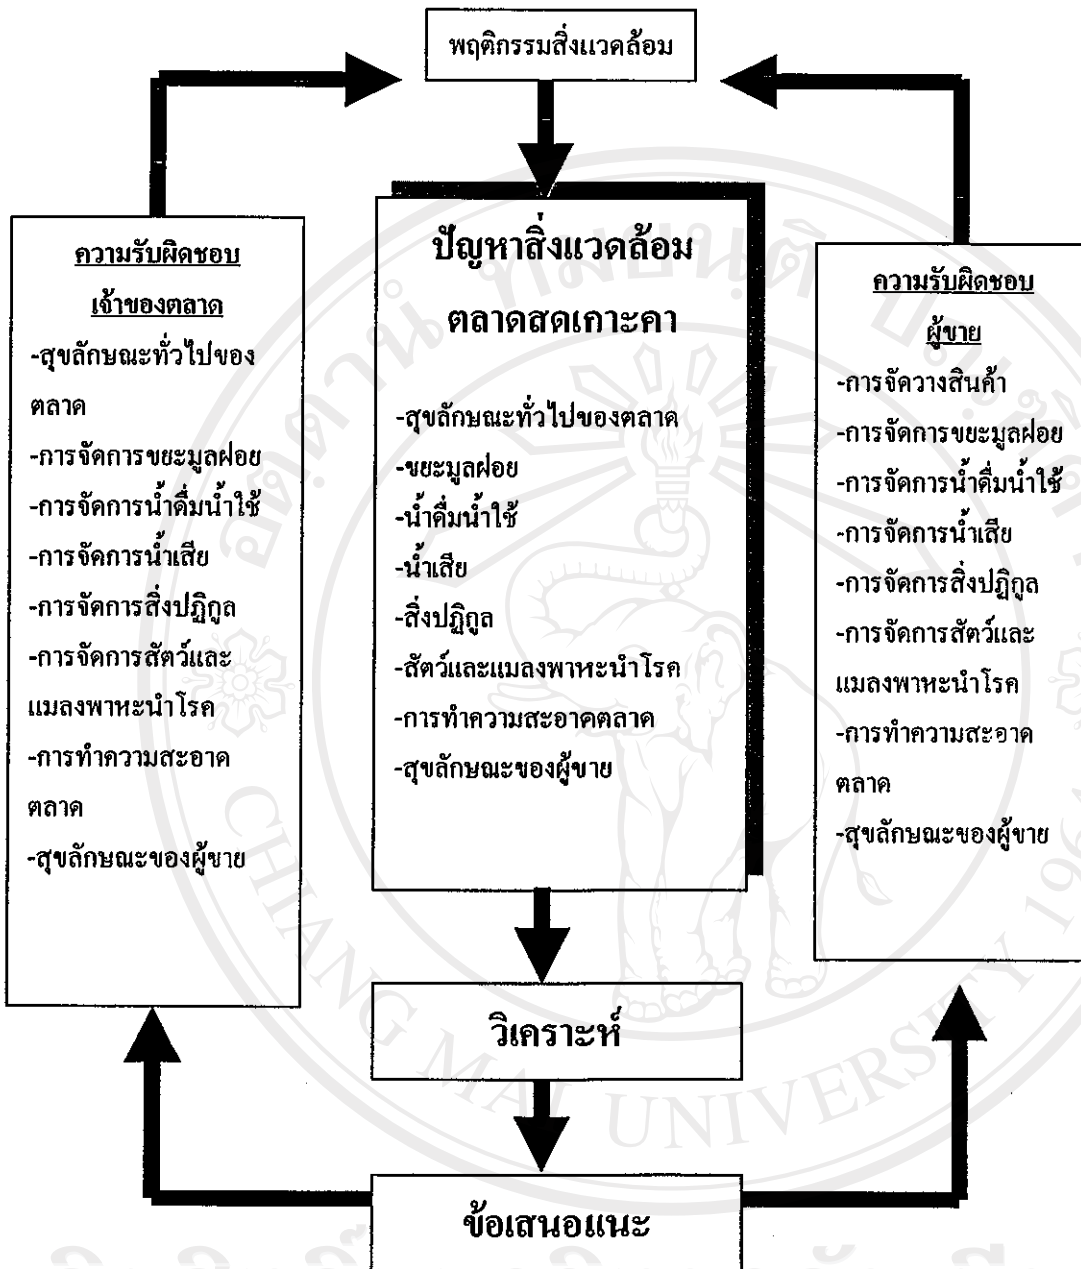 พฤติกรรมสิ่งแวดล้อม
ความรับผิดชอบ
เจ้าของตลาด
-สุขลักษณะทั่วไปของ
ตลาด
-การจัดการขยะมูลฝอย
-การจัดการน้ำดื่มน้ำใช้
-การจัดการน้ำเสีย
-การจัดการสิ่งปฏิกูล
-การจัดการสัตว์และ
แมลงพาหะนำโรค
-การทำความสะอาด
ตลาด
-สุขลักษณะของผู้ขาย
ปัญหาสิ่งแวดล้อม
ตลาดสดเกาะคา
-สุขลักษณะทั่วไปของตลาด
-ขยะมูลฝอย
-น้ำดื่มน้ำใช้
-น้ำเสีย
-สิ่งปฏิกูล
-สัตว์และแมลงพาหะนำโรค
-การทำความสะอาดตลาด
-สุขลักษณะของผู้ขาย
ความรับผิดชอบ
ผู้ขาย
-การจัดวางสินค้า
-การจัดการขยะมูลฝอย
-การจัดการน้ำดื่มน้ำใช้
-การจัดการน้ำเสีย
-การจัดการสิ่งปฏิกูล
-การจัดการสัตว์และ
แมลงพาหะนำโรค
-การทำความสะอาด
ตลาด
-สุขลักษณะของผู้ขาย
วิเคราะห์
ข้อเสนอแนะ
CHIANG MAI UNIVERSITY 1964